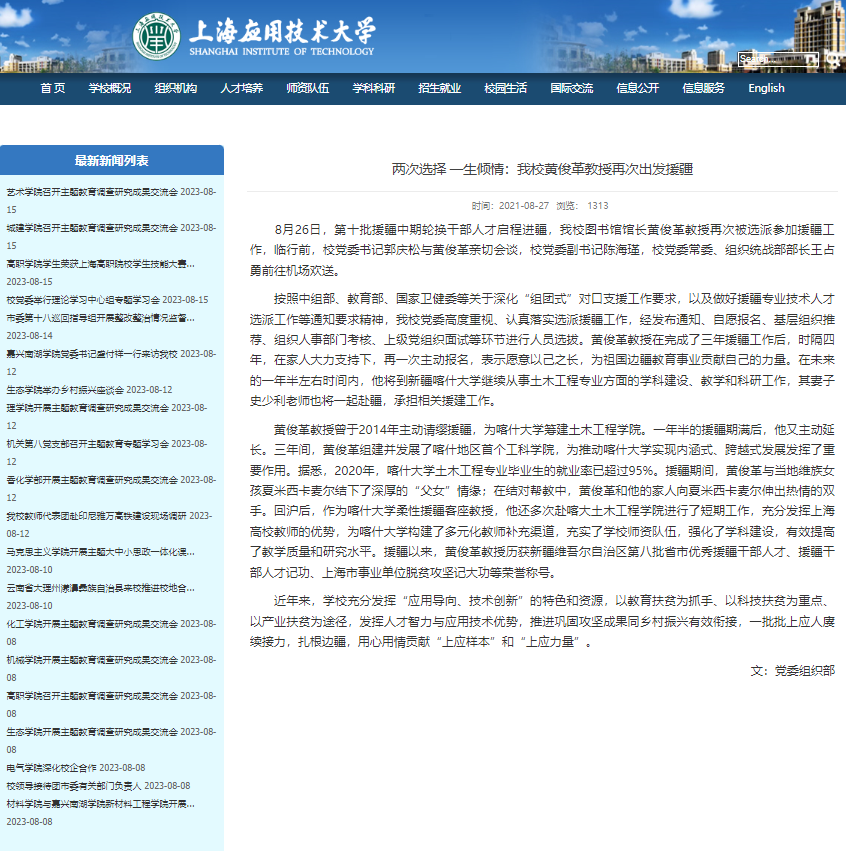 上海应用技术大学
SHANGHAI INSTITUTE OF TECHNOLOGY
首 页 学校概况 组织机构 人才培养 师资队伍 学科科研 招生就业 校园生活 国际交流 信息公开 信息服务 English
最新新闻列表
艺术学院召开主题教育调查研究成果交流会 2023-08-
15
城建学院召开主题教育调查研究成果交流会 2023-08-
15
高职学院学生荣获上海高职院校学生技能大赛...
2023-08-15
校党委举行理论学习中心组专题学习会 2023-08-15
市委第十八巡回指导组开展整改整治情况监督...
2023-08-14
嘉兴南湖学院党委书记盛付祥一行来访我校 2023-08-
12
生态学院举办乡村振兴座谈会 2023-08-12
理学院开展主题教育调查研究成果交流会 2023-08-
12
机关第八党支部召开主题教育专题学习会 2023-08-
12
香化学部开展主题教育调查研究成果交流会 2023-08-
12
我校教师代表团赴印尼雅万高铁建设现场调研 2023-
08-12
马克思主义学院开展主题大中小思政一体化课...
2023-08-10
云南省大理州漾濞彝族自治县来校推进校地合...
2023-08-10
化工学院开展主题教育调查研究成果交流会 2023-08-
08
机械学院开展主题教育调查研究成果交流会 2023-08-
08
高职学院召开主题教育调查研究成果交流会 2023-08-
08
生态学院开展主题教育调查研究成果交流会 2023-08-
08
电气学院深化校企合作 2023-08-08
校领导接待团市委有关部门负责人 2023-08-08
材料学院与嘉兴南湖学院新材料工程学院开展...
2023-08-08
两次选择 一生倾情：我校黄俊革教授再次出发援疆
时间：2021-08-27 浏览： 1313
8月26日，第十批援疆中期轮换干部人才启程进疆，我校图书馆馆长黄俊革教授再次被选派参加援疆工
作，临行前，校党委书记郭庆松与黄俊革亲切会谈，校党委副书记陈海瑾，校党委常委、组织统战部部长王占
勇前往机场欢送。
按照中组部、教育部、国家卫健委等关于深化“组团式”对口支援工作要求，以及做好援疆专业技术人才
选派工作等通知要求精神，我校党委高度重视、认真落实选派援疆工作，经发布通知、自愿报名、基层组织推
荐、组织人事部门考核、上级党组织面试等环节进行人员选拔。黄俊革教授在完成了三年援疆工作后，时隔四
年，在家人大力支持下，再一次主动报名，表示愿意以己之长，为祖国边疆教育事业贡献自己的力量。在未来
的一年半左右时间内，他将到新疆喀什大学继续从事土木工程专业方面的学科建设、教学和科研工作，其妻子
史少利老师也将一起赴疆，承担相关援建工作。
黄俊革教授曾于2014年主动请缨援疆，为喀什大学筹建土木工程学院。一年半的援疆期满后，他又主动延
长。三年间，黄俊革组建并发展了喀什地区首个工科学院，为推动喀什大学实现内涵式、跨越式发展发挥了重
要作用。据悉，2020年，喀什大学土木工程专业毕业生的就业率已超过95%。援疆期间，黄俊革与当地维族女
孩夏米西卡麦尔结下了深厚的“父女”情缘；在结对帮教中，黄俊革和他的家人向夏米西卡麦尔伸出热情的双
手。回沪后，作为喀什大学柔性援疆客座教授，他还多次赴喀大土木工程学院进行了短期工作，充分发挥上海
高校教师的优势，为喀什大学构建了多元化教师补充渠道，充实了学校师资队伍，强化了学科建设，有效提高
了教学质量和研究水平。援疆以来，黄俊革教授历获新疆维吾尔自治区第八批省市优秀援疆干部人才、援疆干
部人才记功、上海市事业单位脱贫攻坚记大功等荣誉称号。
近年来，学校充分发挥“应用导向、技术创新”的特色和资源，以教育扶贫为抓手、以科技扶贫为重点、
以产业扶贫为途径，发挥人才智力与应用技术优势，推进巩固攻坚成果同乡村振兴有效衔接，一批批上应人赓
续接力，扎根边疆，用心用情贡献“上应样本”和“上应力量”。
文：党委组织部